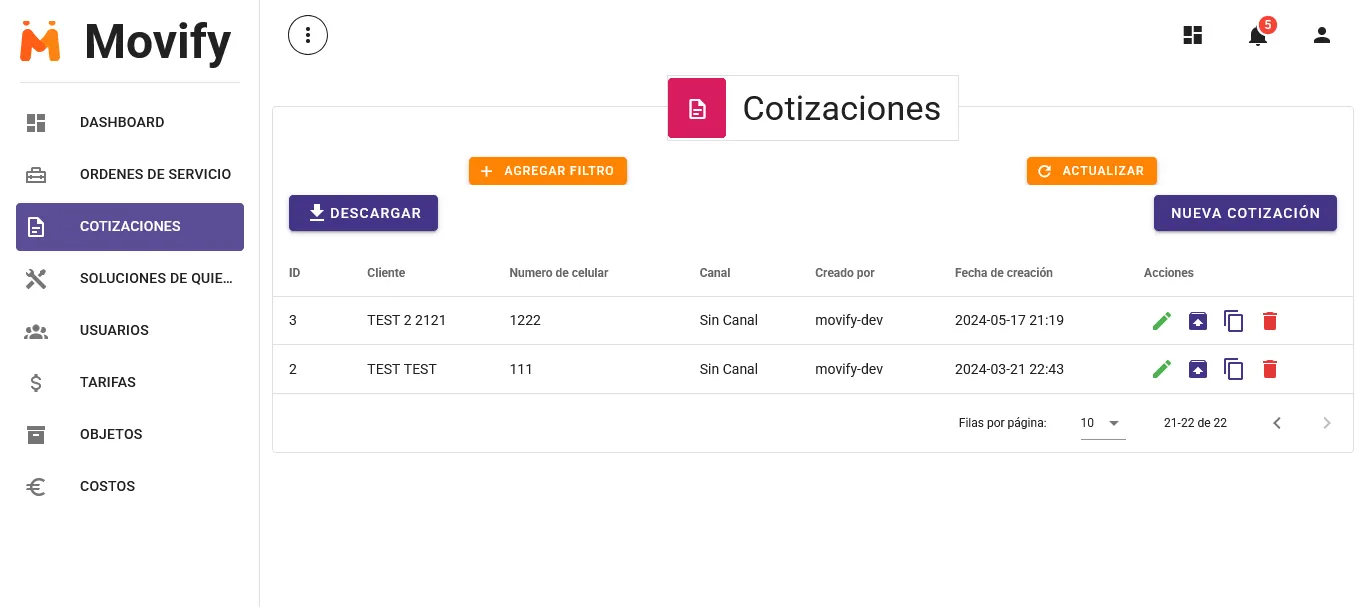 Movify
5
Cotizaciones
DASHBOARD
ORDENES DE SERVICIO
COTIZACIONES
SOLUCIONES DE QUIE...
USUARIOS
TARIFAS
OBJETOS
COSTOS
AGREGAR FILTRO
ACTUALIZAR
DESCARGAR
NUEVA COTIZACIÓN
ID Cliente Numero de celular Canal Creado por Fecha de creación Acciones
3 TEST 2 2121 1222 Sin Canal movify-dev 2024-05-17 21:19
2 TEST TEST 111 Sin Canal movify-dev 2024-03-21 22:43
Filas por página: 10 21-22 de 22